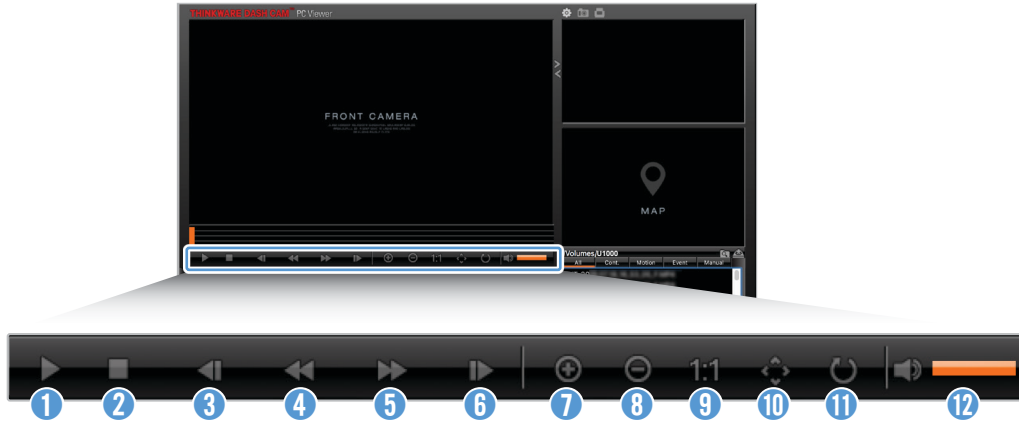 THINKWARE DASH CAM™ PC Viewer
FRONT CAMERA
MAP
/Volumes/U1000
All Cont. Motion Event Manual
1:1
1:1
1 2 3 4 5 6 7 8 9 10 11 12